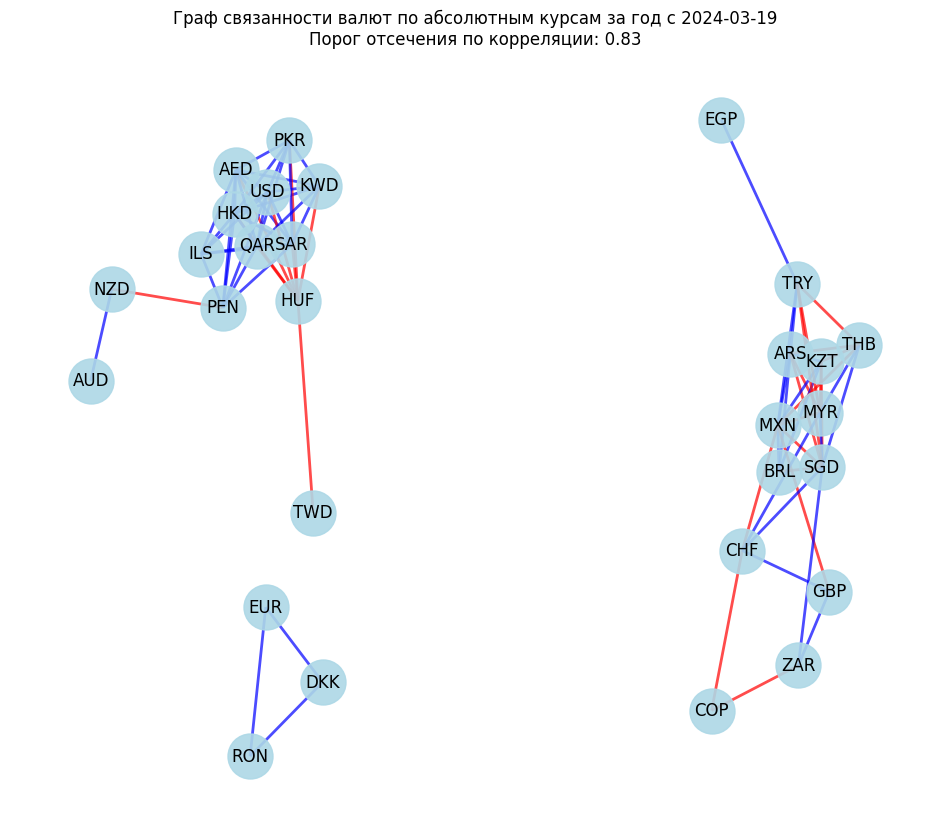 Граф связанности валют по абсолютным курсам за год с 2024-03-19
Порог отсечения по корреляции: 0.83
EGP
PKR
AED
USD
KWD
HKD
QAR
SAR
ILS
NZD
PEN
HUF
AUD
TRY
THB
ARS
KZT
MYR
MXN
BRL
SGD
TWD
CHF
GBP
EUR
ZAR
DKK
COP
RON